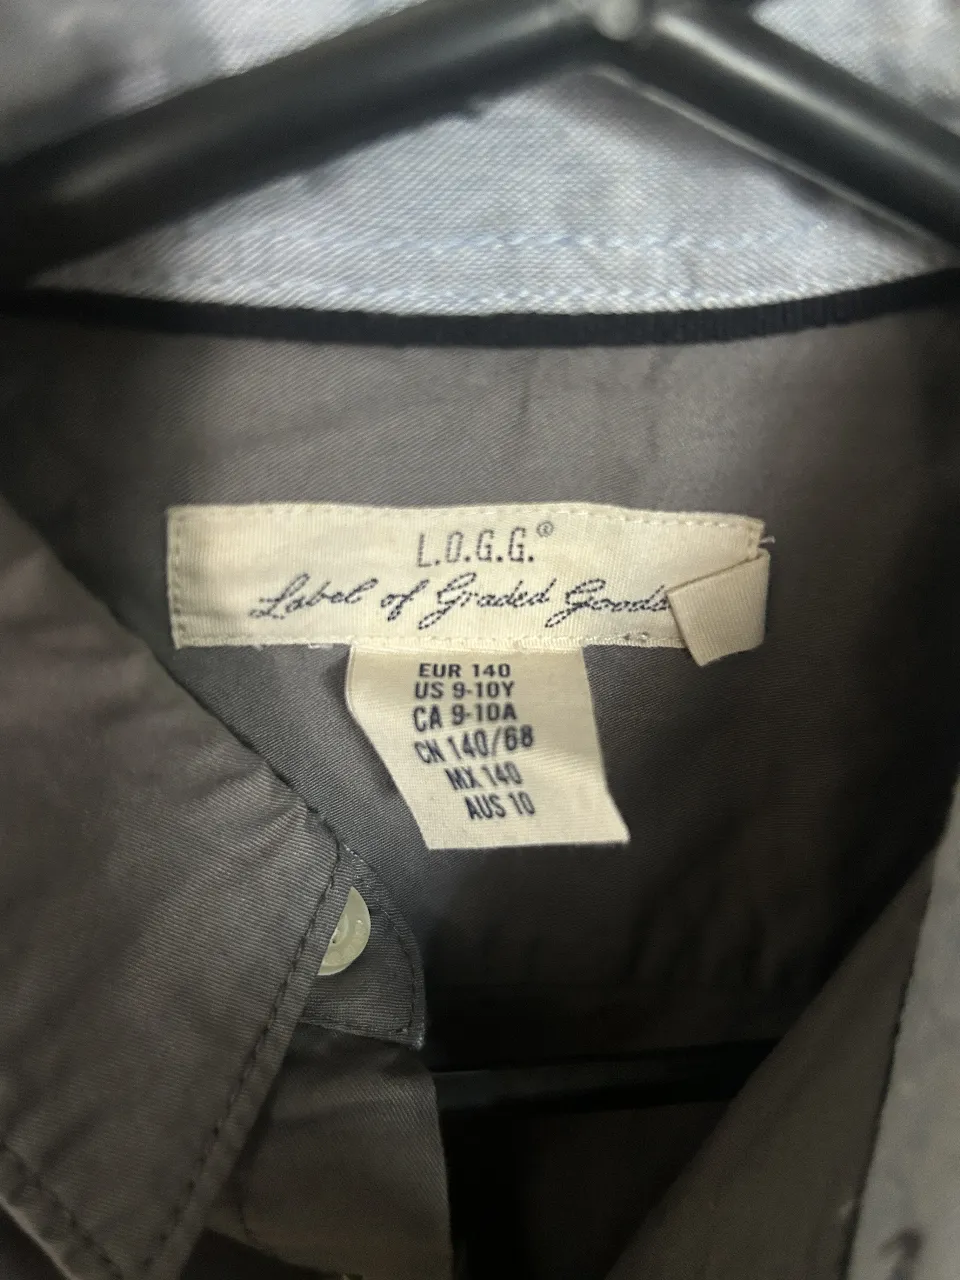 L.O.G.G.®
Label of Graded Goods
EUR 140
US 9-10Y
CA 9-10A
CN 140/68
MX 140
AUS 10